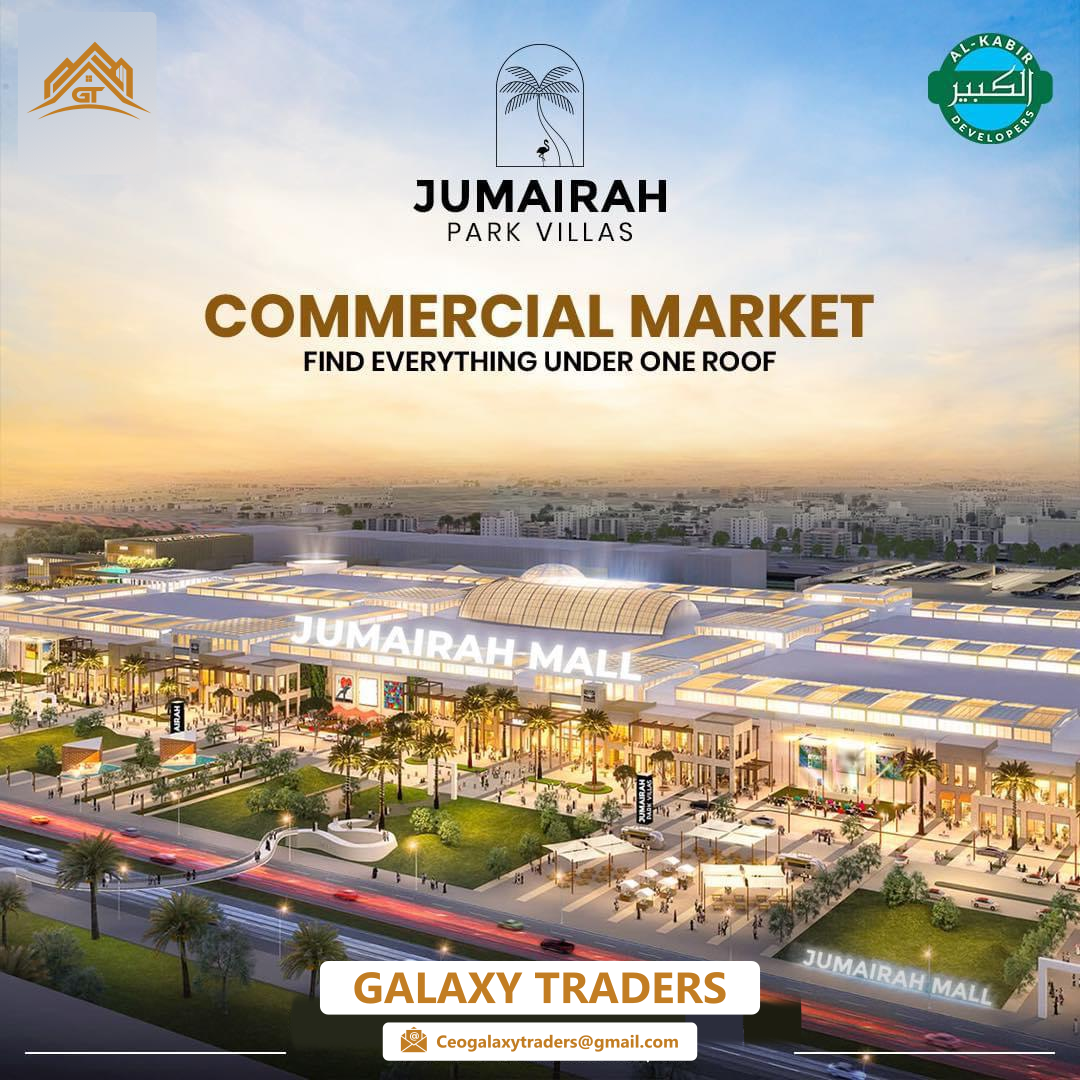 GT
AL-KABIR
الكبير
DEVELOPERS
JUMAIRAH
PARK VILLAS
COMMERCIAL MARKET
FIND EVERYTHING UNDER ONE ROOF
JUMAIRAH MALL
AIRAH
JUMAIRAH
PARK VILLAS
JUMAIRAH MALL
GALAXY TRADERS
Ceogalaxytraders@gmail.com